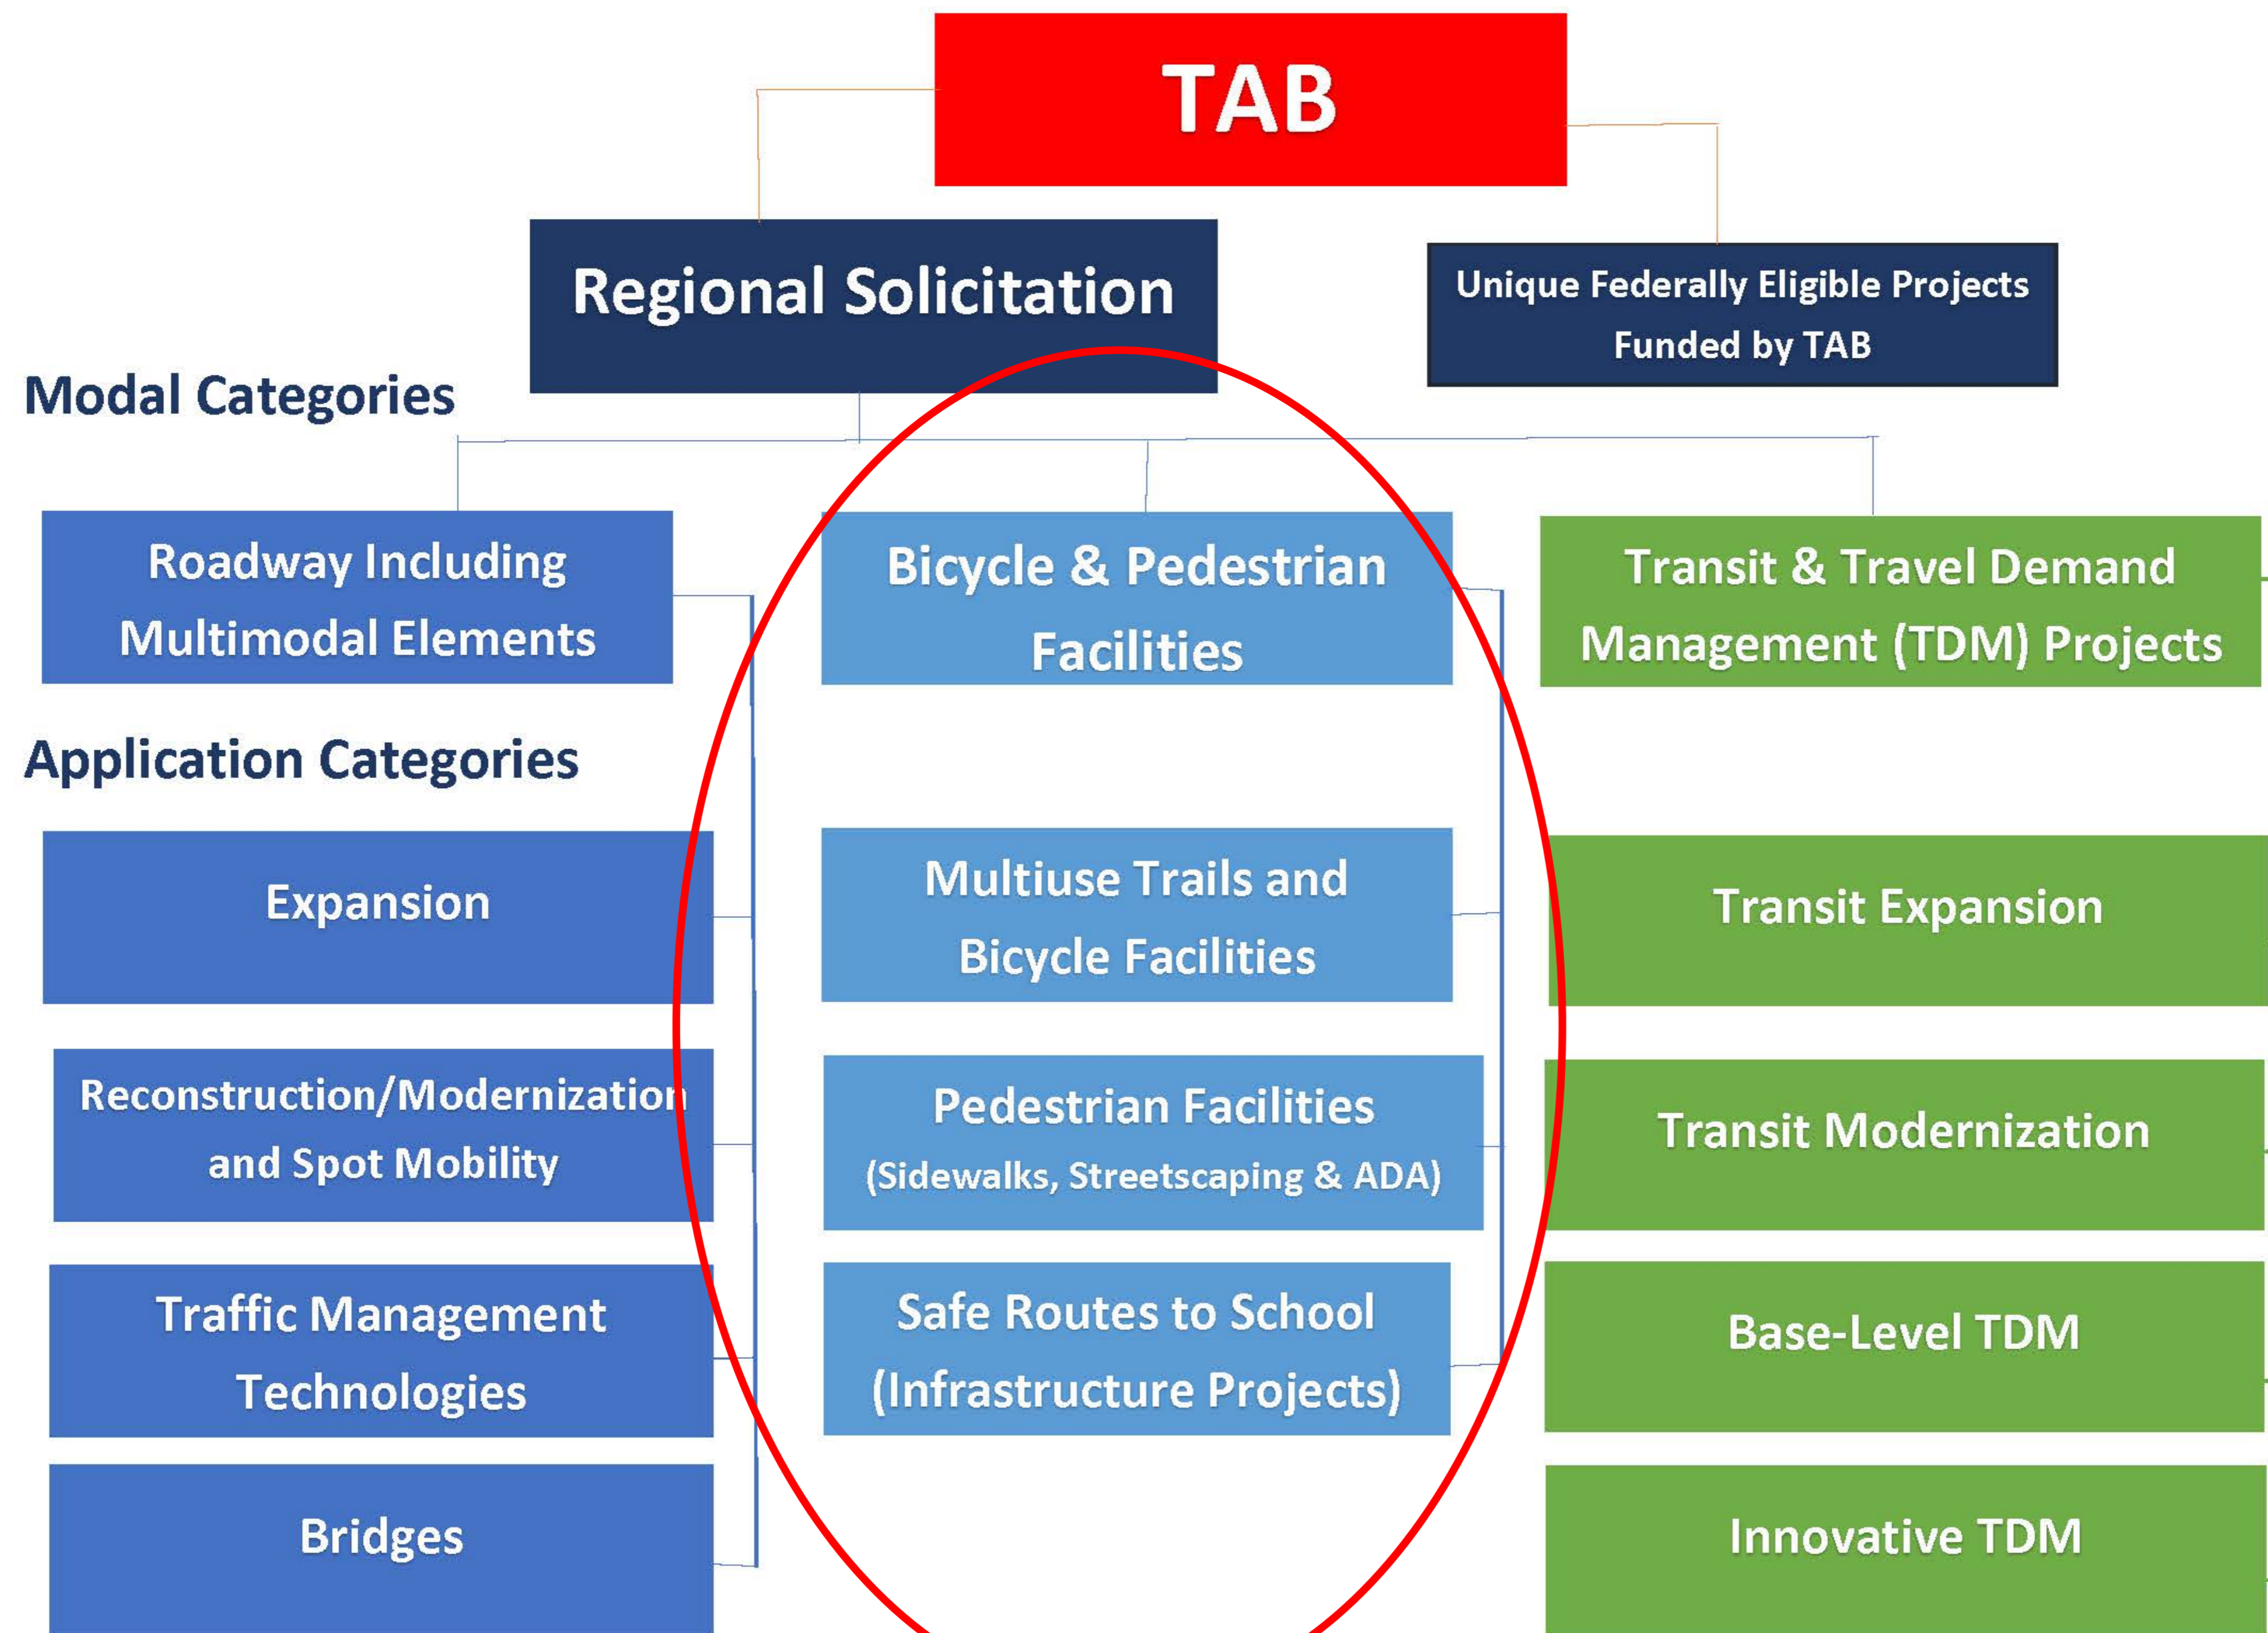 TAB
Regional Solicitation
Unique Federally Eligible Projects
Funded by TAB
Modal Categories
Roadway Including
Multimodal Elements
Bicycle & Pedestrian
Facilities
Transit & Travel Demand
Management (TDM) Projects
Application Categories
Expansion
Multiuse Trails and
Bicycle Facilities
Transit Expansion
Reconstruction/Modernization
and Spot Mobility
Pedestrian Facilities
(Sidewalks, Streetscaping & ADA)
Transit Modernization
Traffic Management
Technologies
Safe Routes to School
(Infrastructure Projects)
Base-Level TDM
Bridges
Innovative TDM